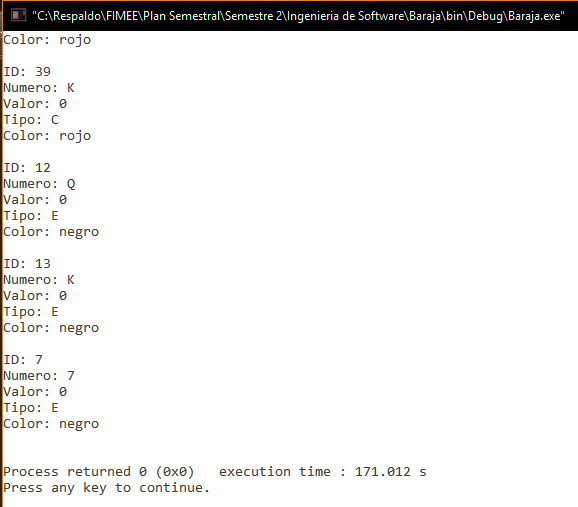 "C:\Respaldo\FIMEE\Plan Semestral\Semestre 2\Ingenieria de Software\Baraja\bin\Debug\Baraja.exe"
Color: rojo
ID: 39
Numero: K
Valor: 0
Tipo: C
Color: rojo
ID: 12
Numero: Q
Valor: 0
Tipo: E
Color: negro
ID: 13
Numero: K
Valor: 0
Tipo: E
Color: negro
ID: 7
Numero: 7
Valor: 0
Tipo: E
Color: negro
Process returned 0 (0x0)   execution time : 171.012 s
Press any key to continue.